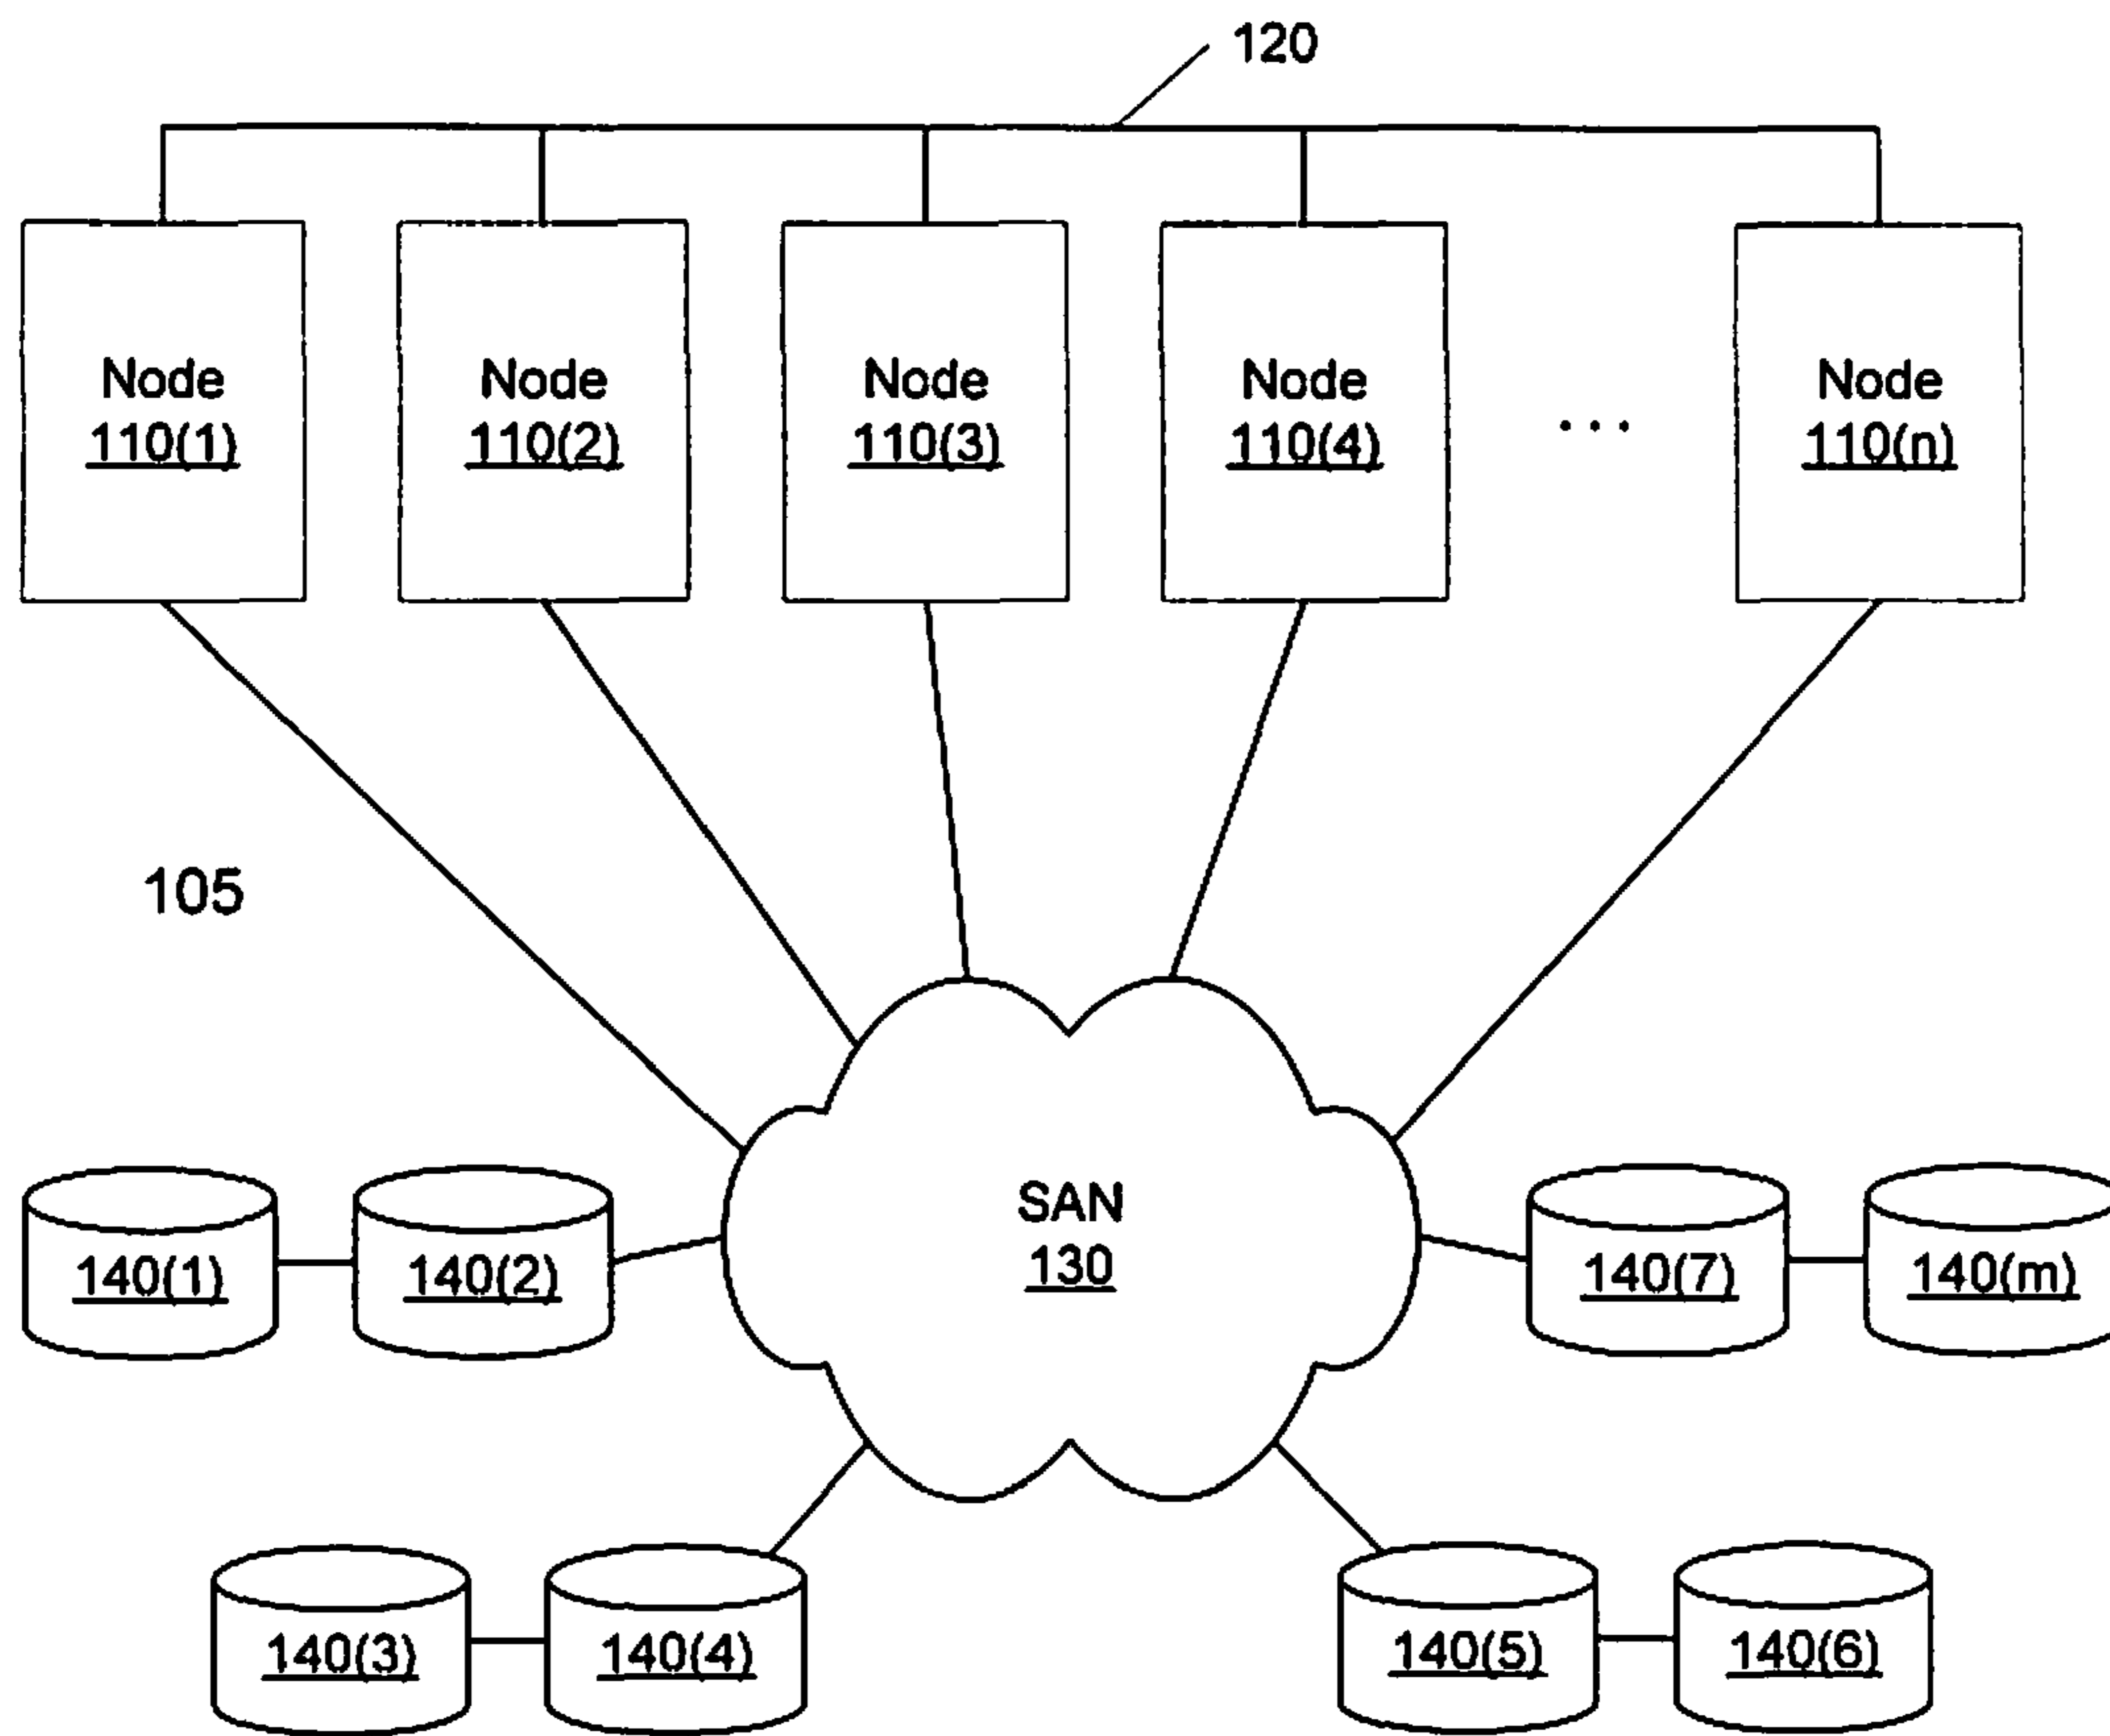 120
Node
110(1)
Node
110(2)
Node
110(3)
Node
110(4)
...
Node
110(n)
105
SAN
130
140(1)
140(2)
140(7)
140(m)
140(3)
140(4)
140(5)
140(6)